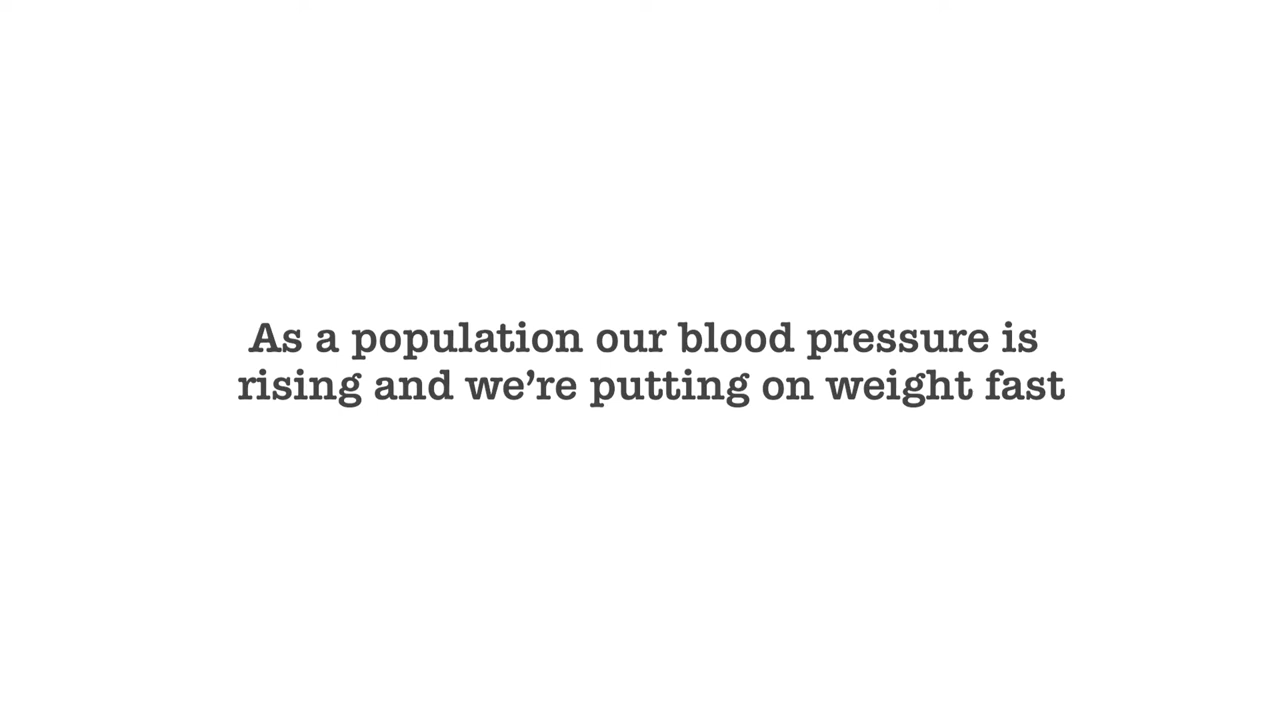 As a population our blood pressure is
rising and we’re putting on weight fast